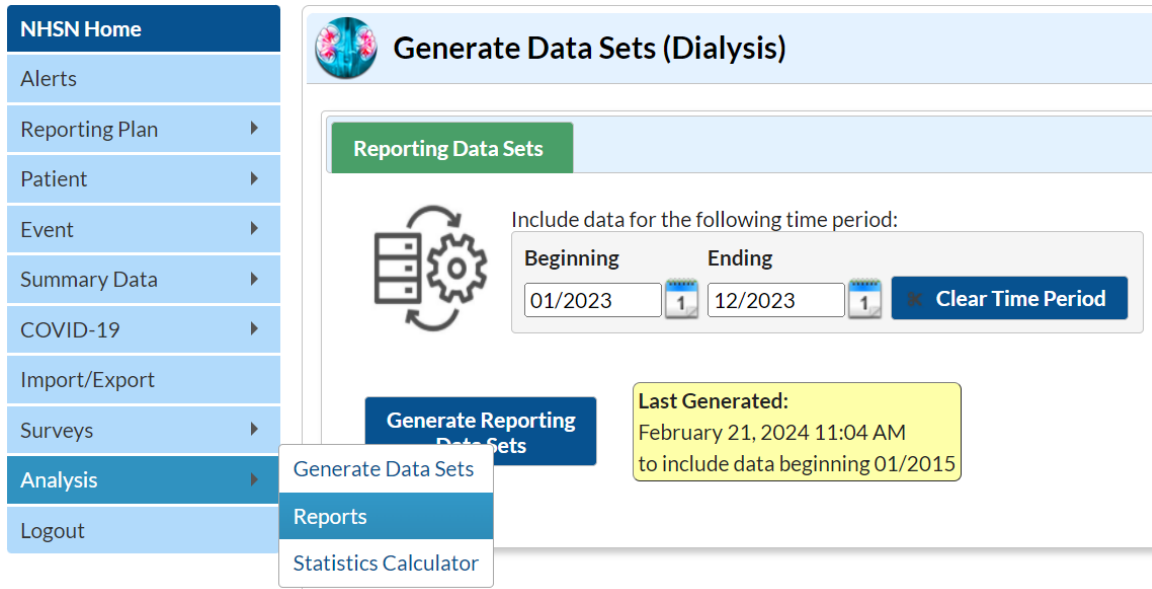 NHSN Home
Alerts
Reporting Plan
Patient
Event
Summary Data
COVID-19
Import/Export
Surveys
Analysis
Logout
Generate Data Sets
Reports
Statistics Calculator
Generate Data Sets (Dialysis)
Reporting Data Sets
Include data for the following time period:
Beginning
Ending
01/2023
1
12/2023
1
Clear Time Period
Generate Reporting
Data Sets
Last Generated:
February 21, 2024 11:04 AM
to include data beginning 01/2015